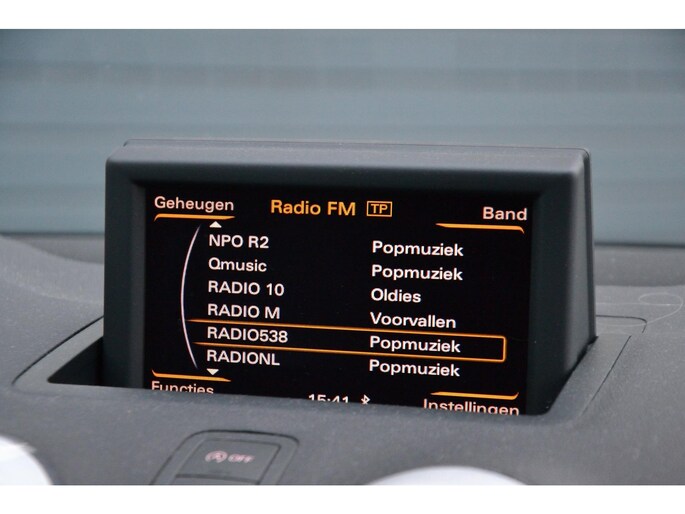 Geheugen Radio FM TP Band
NPO R2 Popmuziek
Qmusic Popmuziek
RADIO 10 Oldies
RADIO M Voorvallen
RADIO538 Popmuziek
RADIONL Popmuziek
Functies 15:41 Instellingen
OFF